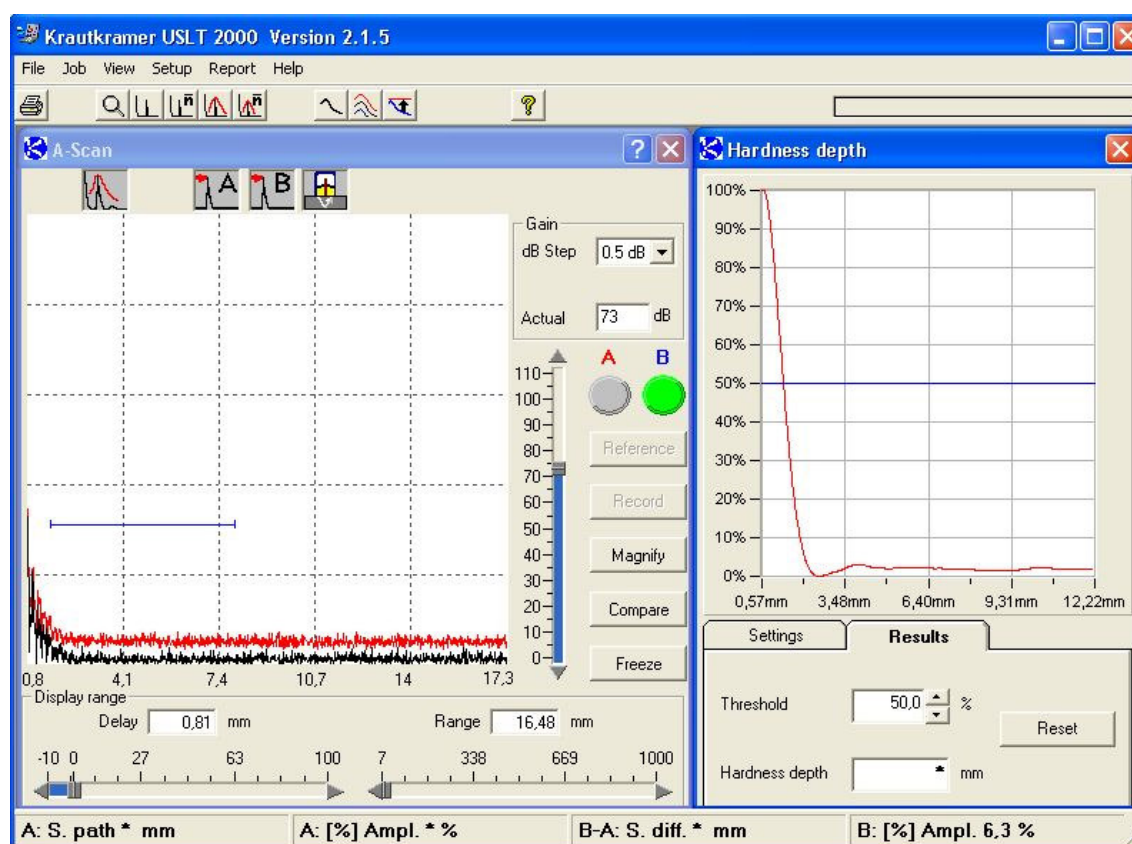 Krautkramer USLT 2000 Version 2.1.5
File Job View Setup Report Help
n n ?
A-Scan
?
A B
Gain
dB Step 0.5 dB
Actual 73 dB
A B
110
100
90
80
70
60
50
40
30
20
10
0
Reference
Record
Magnify
Compare
Freeze
0,8 4,1 7,4 10,7 14 17,3
Display range
Delay 0,81 mm Range 16,48 mm
-10 0 27 63 100 7 338 669 1000
Hardness depth
100%
90%
80%
70%
60%
50%
40%
30%
20%
10%
0%
0,57mm 3,48mm 6,40mm 9,31mm 12,22mm
Settings Results
Threshold 50,0 %
Reset
Hardness depth * mm
A: S. path * mm A: [%] Ampl. * % B-A: S. diff. * mm B: [%] Ampl. 6,3 %